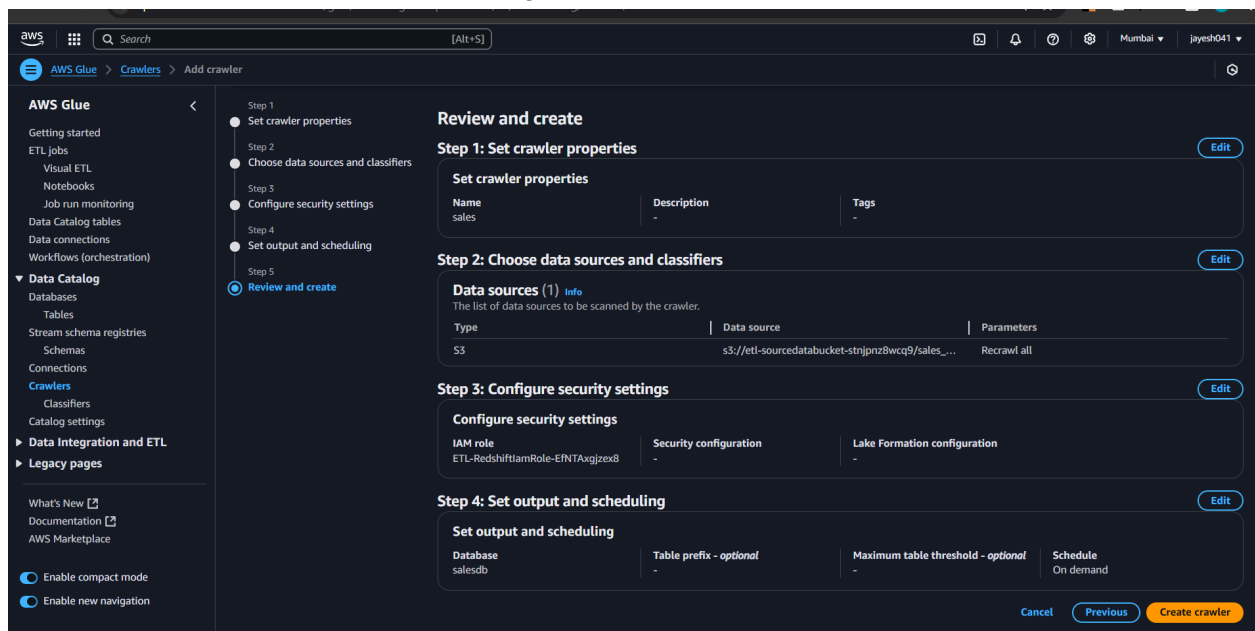 aws
Search [Alt+S]
Mumbai
jayesh041
AWS Glue > Crawlers > Add crawler
AWS Glue
Getting started
ETL jobs
Visual ETL
Notebooks
Job run monitoring
Data Catalog tables
Data connections
Workflows (orchestration)
Data Catalog
Databases
Tables
Stream schema registries
Schemas
Connections
Crawlers
Classifiers
Catalog settings
Data Integration and ETL
Legacy pages
What's New
Documentation
AWS Marketplace
Enable compact mode
Enable new navigation
Step 1
Set crawler properties
Step 2
Choose data sources and classifiers
Step 3
Configure security settings
Step 4
Set output and scheduling
Step 5
Review and create
Review and create
Step 1: Set crawler properties
Edit
Set crawler properties
Name Description Tags
sales - -
Step 2: Choose data sources and classifiers
Edit
Data sources (1) Info
The list of data sources to be scanned by the crawler.
Type Data source Parameters
S3 s3://etl-sourcedatabucket-stnjpnz8wcq9/sales_... Recrawl all
Step 3: Configure security settings
Edit
Configure security settings
IAM role Security configuration Lake Formation configuration
ETL-RedshiftIamRole-EfNTAxgjzex8 - -
Step 4: Set output and scheduling
Edit
Set output and scheduling
Database Table prefix - optional Maximum table threshold - optional Schedule
salesdb - - On demand
Cancel Previous Create crawler